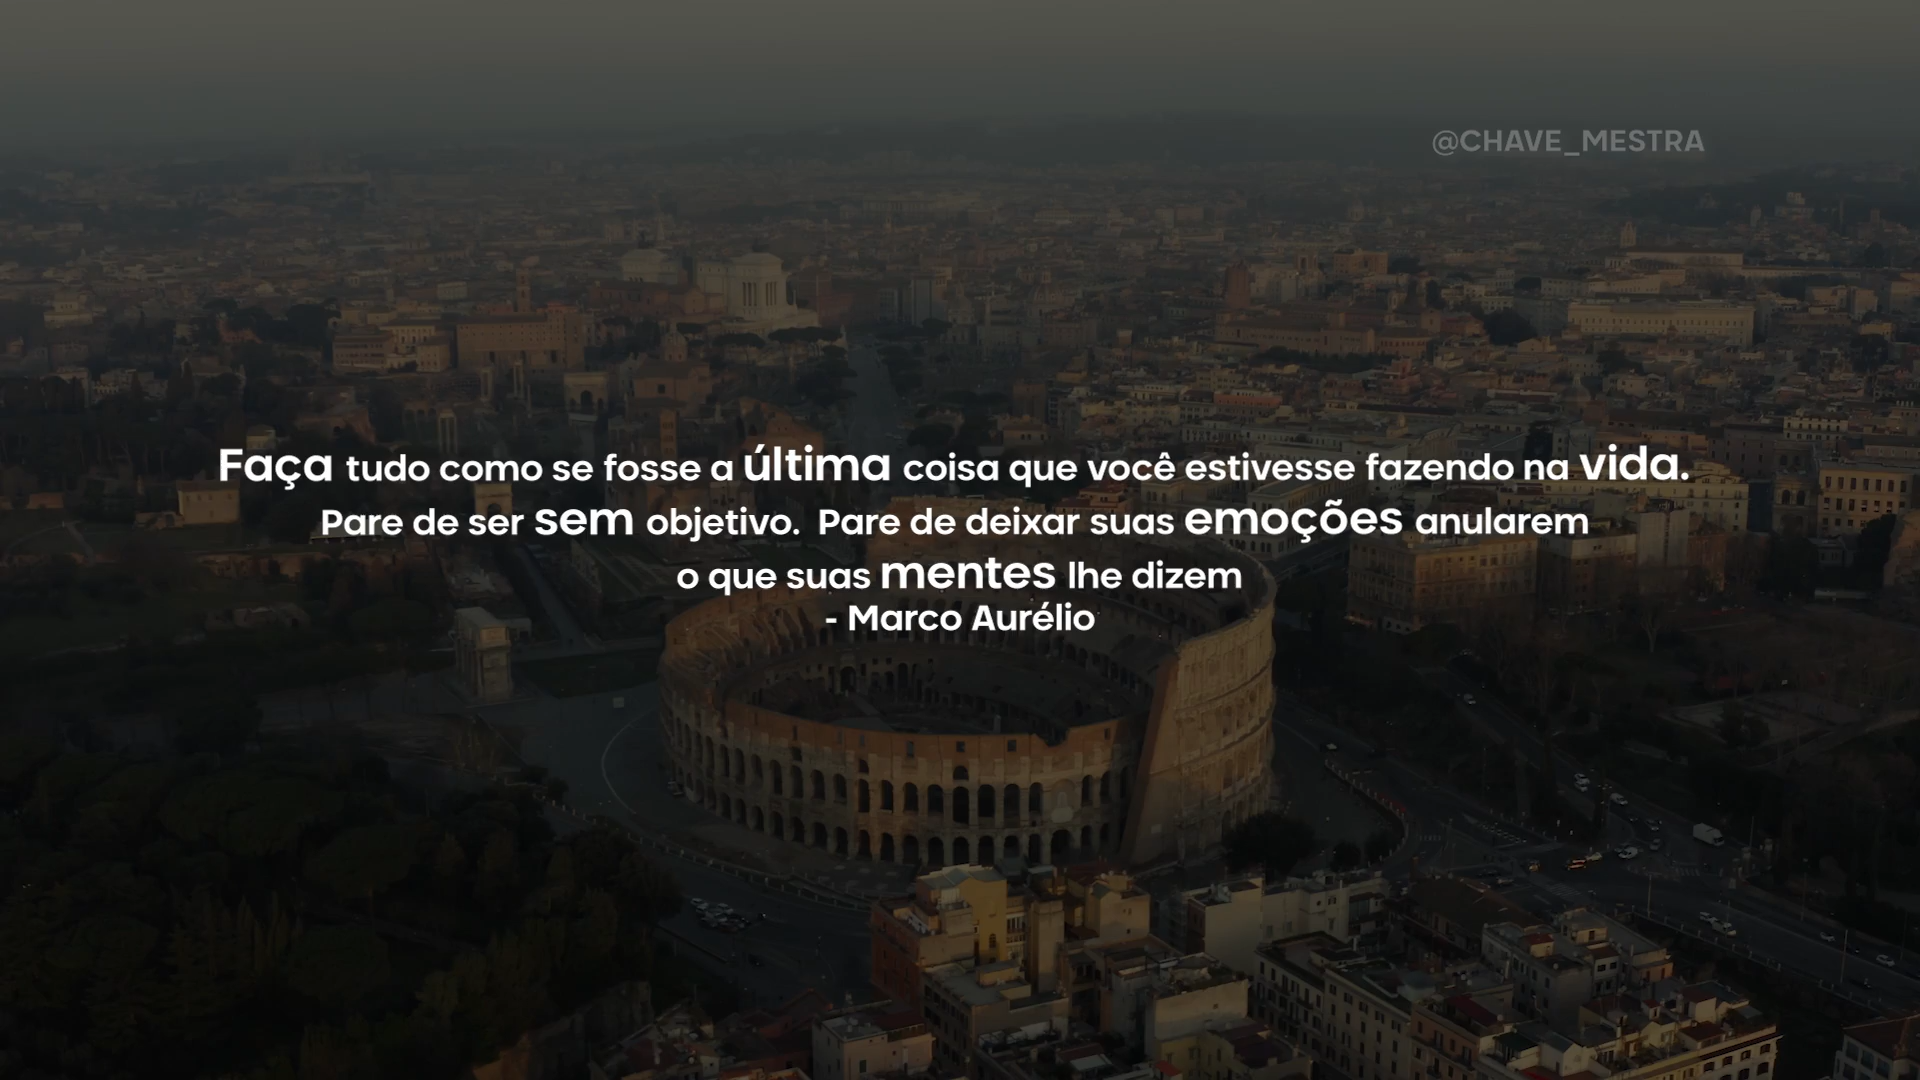 @CHAVE_MESTRA
Faça tudo como se fosse a última coisa que você estivesse fazendo na vida.
Pare de ser sem objetivo.  Pare de deixar suas emoções anularem
o que suas mentes lhe dizem
- Marco Aurélio